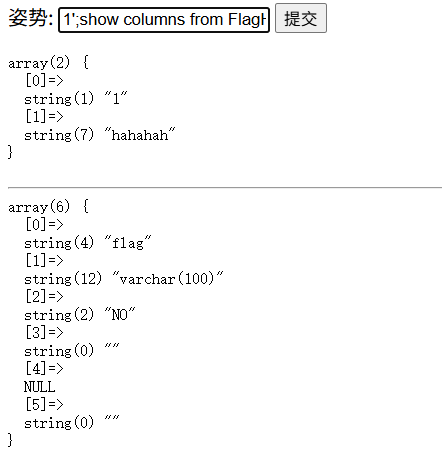 姿势: 1';show columns from FlagH 提交
array(2) {
  [0]=>
  string(1) "1"
  [1]=>
  string(7) "hahahah"
}
array(6) {
  [0]=>
  string(4) "flag"
  [1]=>
  string(12) "varchar(100)"
  [2]=>
  string(2) "NO"
  [3]=>
  string(0) ""
  [4]=>
  NULL
  [5]=>
  string(0) ""
}